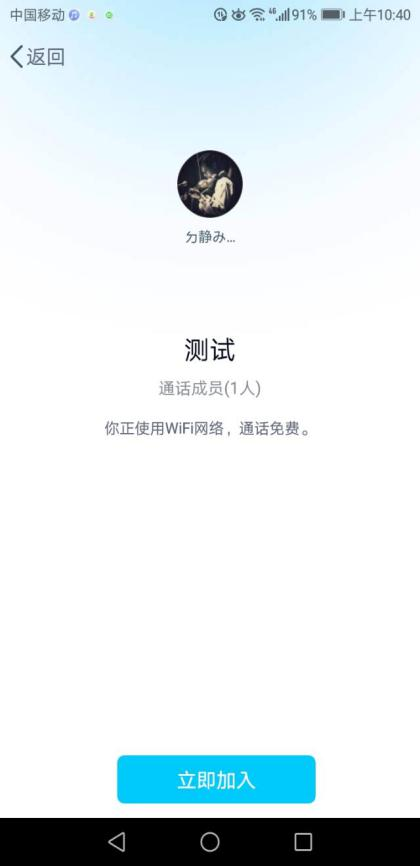 中国移动 91% 上午10:40
返回
为静み...
测试
通话成员(1人)
你正使用WiFi网络，通话免费。
立即加入